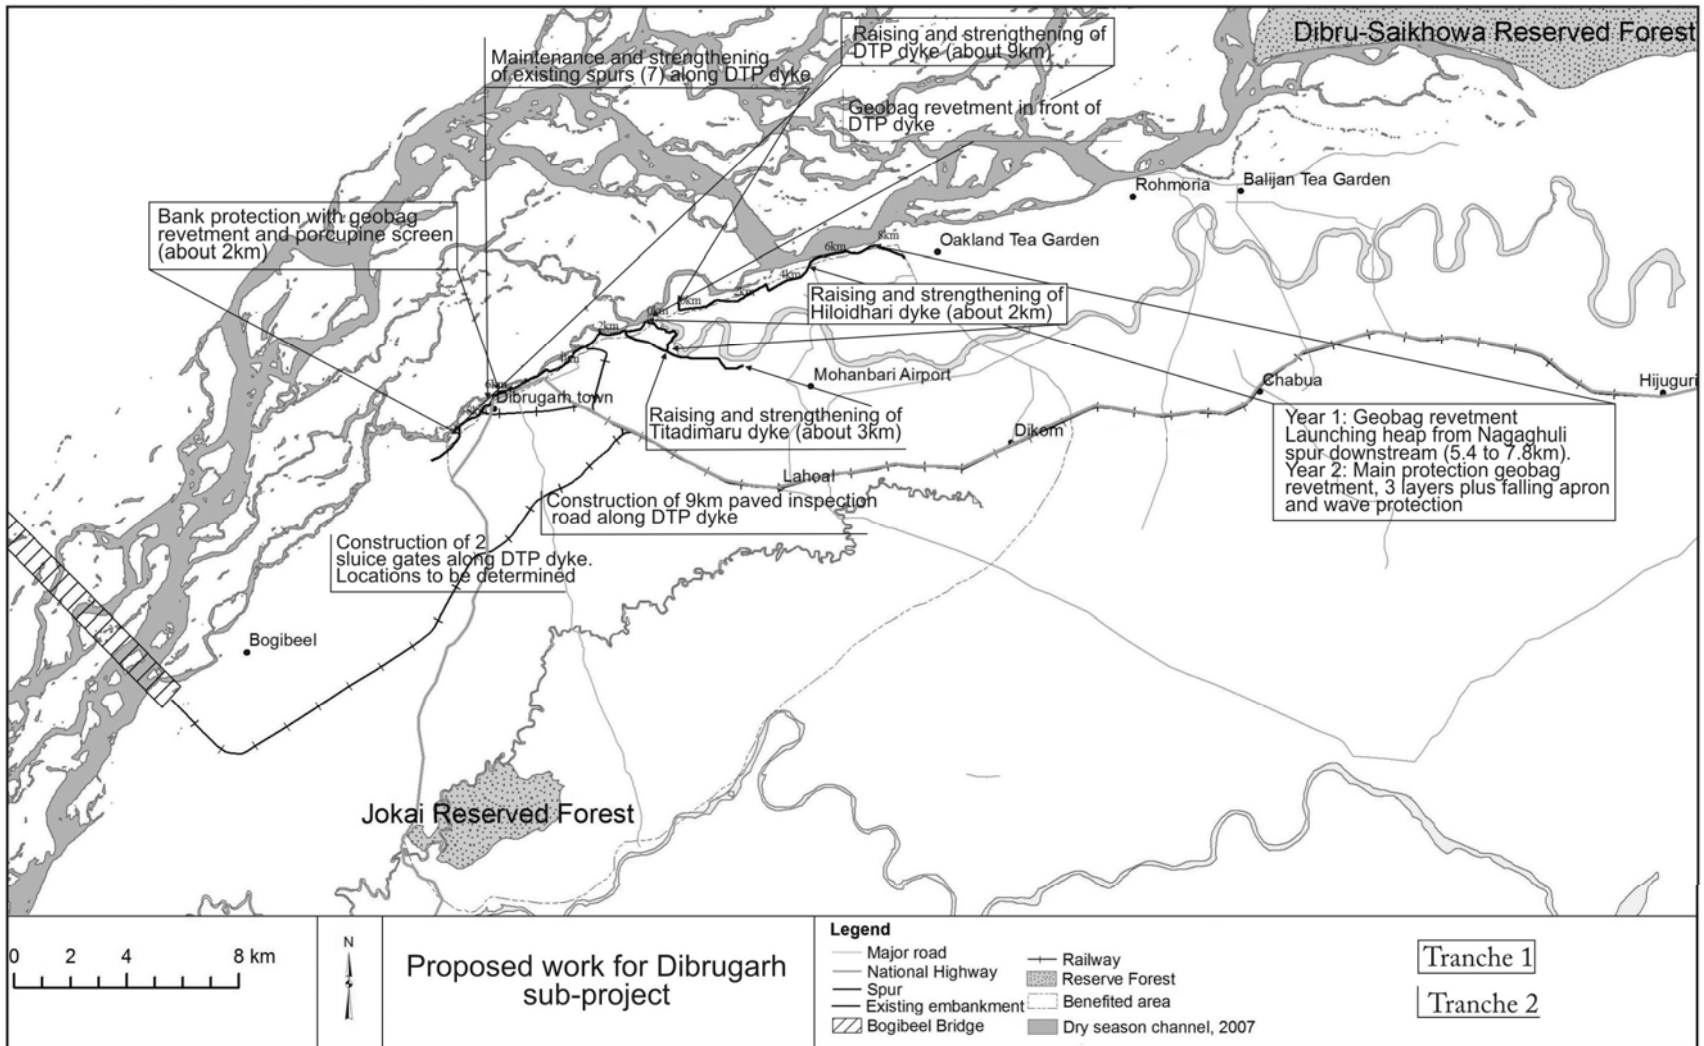 Dibru-Saikhowa Reserved Forest
Raising and strengthening of
DTP dyke (about 9km)
Maintenance and strengthening
of existing spurs (7) along DTP dyke
Geobag revetment in front of
DTP dyke
Rohmoria
Balijan Tea Garden
Bank protection with geobag
revetment and porcupine screen
(about 2km)
Oakland Tea Garden
8km
6km
4km
2km
0km
2km
4km
6km
Raising and strengthening of
Hiloidhari dyke (about 2km)
Mohanbari Airport
Chabua
Hijuguri
Dibrugarh town
Raising and strengthening of
Titadimaru dyke (about 3km)
Dikom
Year 1: Geobag revetment
Launching heap from Nagaghuli
spur downstream (5.4 to 7.8km).
Year 2: Main protection geobag
revetment, 3 layers plus falling apron
and wave protection
Lahoal
Construction of 9km paved inspection
road along DTP dyke
Construction of 2
sluice gates along DTP dyke.
Locations to be determined
Bogibeel
Jokai Reserved Forest
0 2 4 8 km
N
Proposed work for Dibrugarh
sub-project
Legend
Major road
National Highway
Spur
Existing embankment
Bogibeel Bridge
Railway
Reserve Forest
Benefited area
Dry season channel, 2007
Tranche 1
Tranche 2